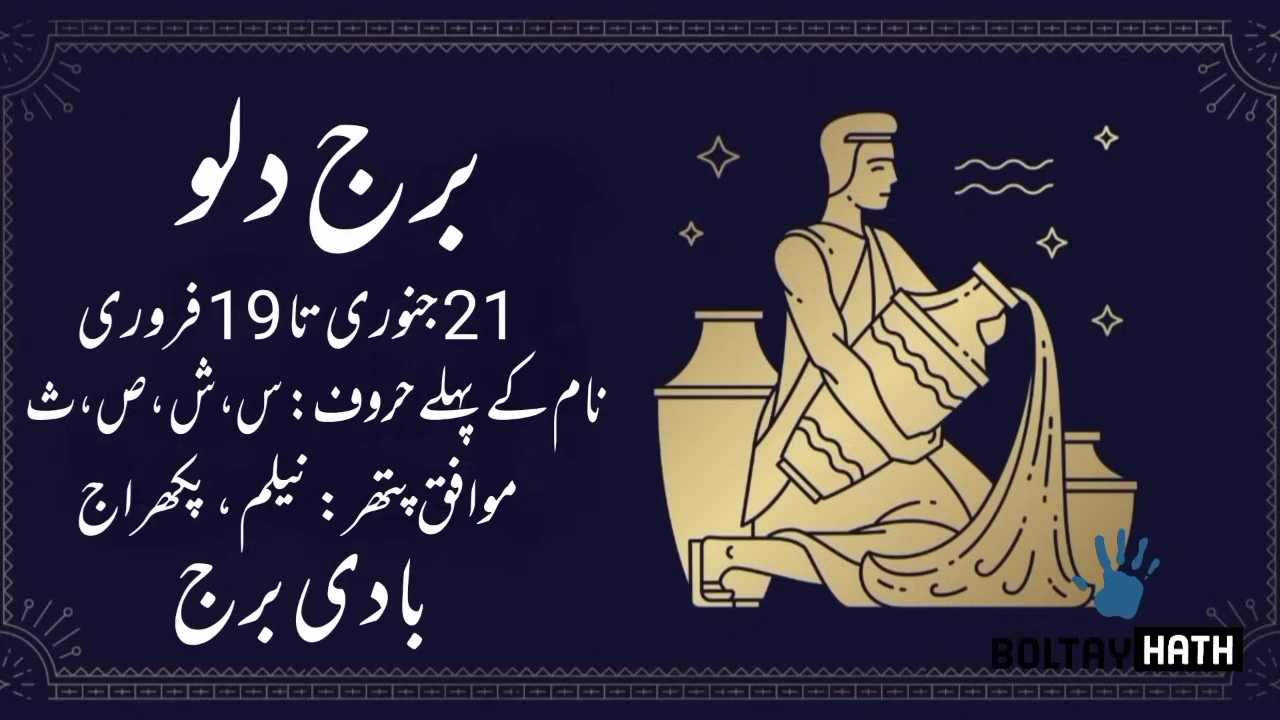 برج دلو
21 جنوری تا 19 فروری
نام کے پہلے حروف : س، ش، ص، ث
موافق پتھر : نیلم ، پکھراج
بادی برج
BOLTAY HATH